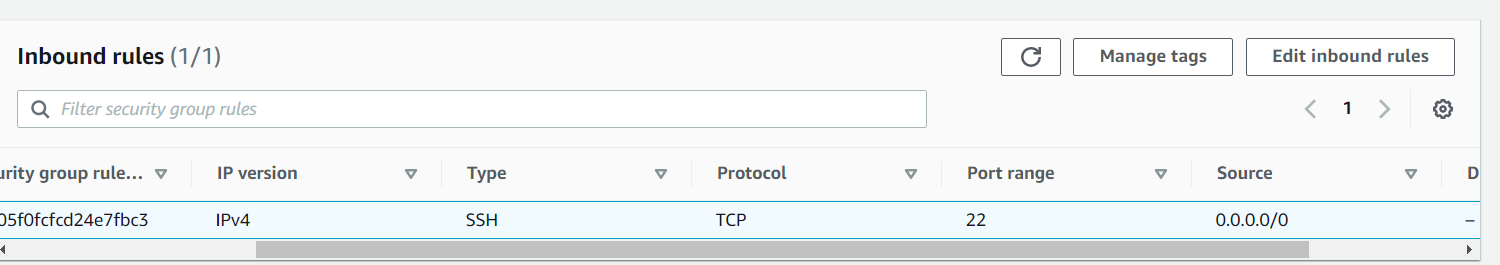 Inbound rules (1/1)
Manage tags
Edit inbound rules
Filter security group rules
1
urity group rule... IP version Type Protocol Port range Source D
05f0fcfcd24e7fbc3 IPv4 SSH TCP 22 0.0.0.0/0 –